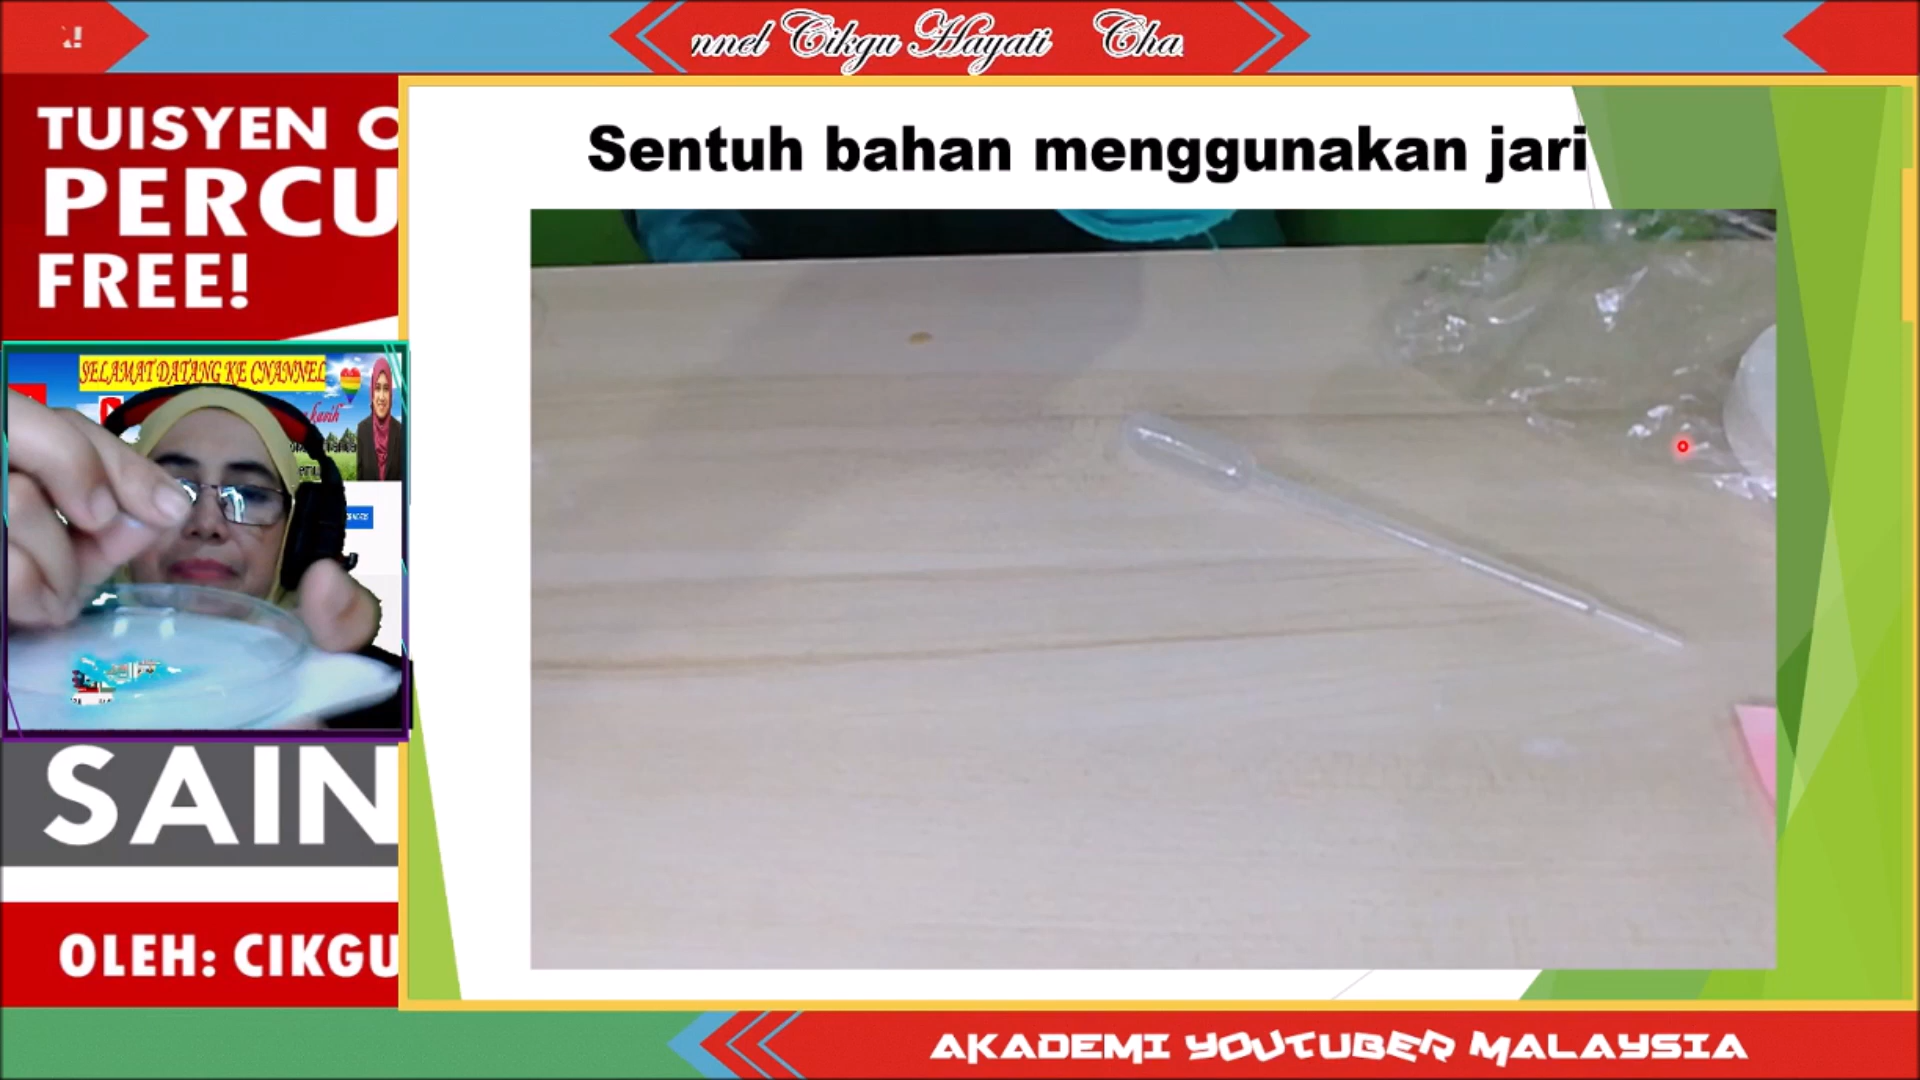 nnel Cikgu Hayati Cha
TUISYEN
PERCU
FREE!
Sentuh bahan menggunakan jari
SELAMAT DATANG KE CNANNEL
SAIN
OLEH: CIKGU
AKADEMI YOUTUBER MALAYSIA